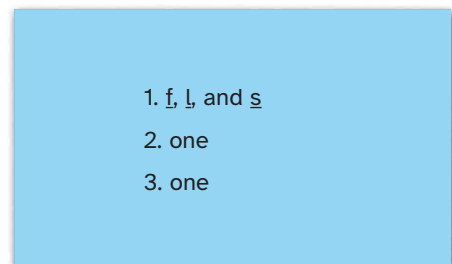 1. f, l, and s
2. one
3. one